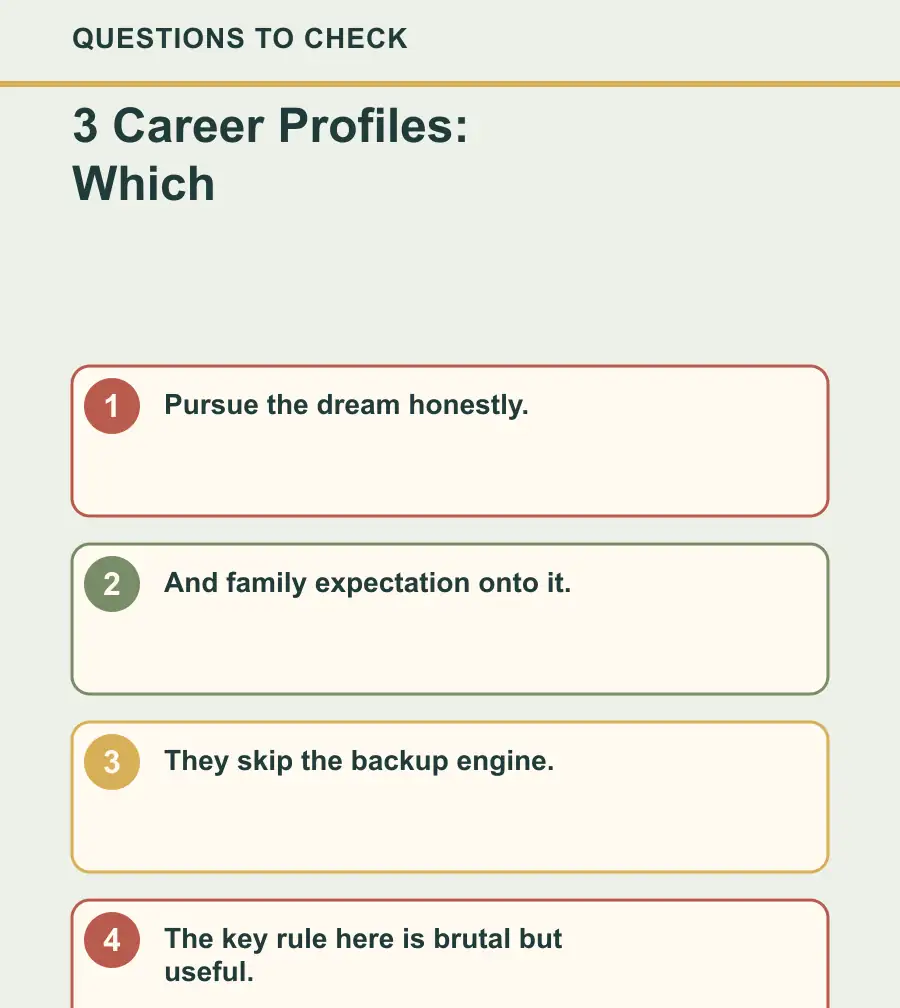 QUESTIONS TO CHECK
3 Career Profiles:
Which
1 Pursue the dream honestly.
2 And family expectation onto it.
3 They skip the backup engine.
4 The key rule here is brutal but
useful.